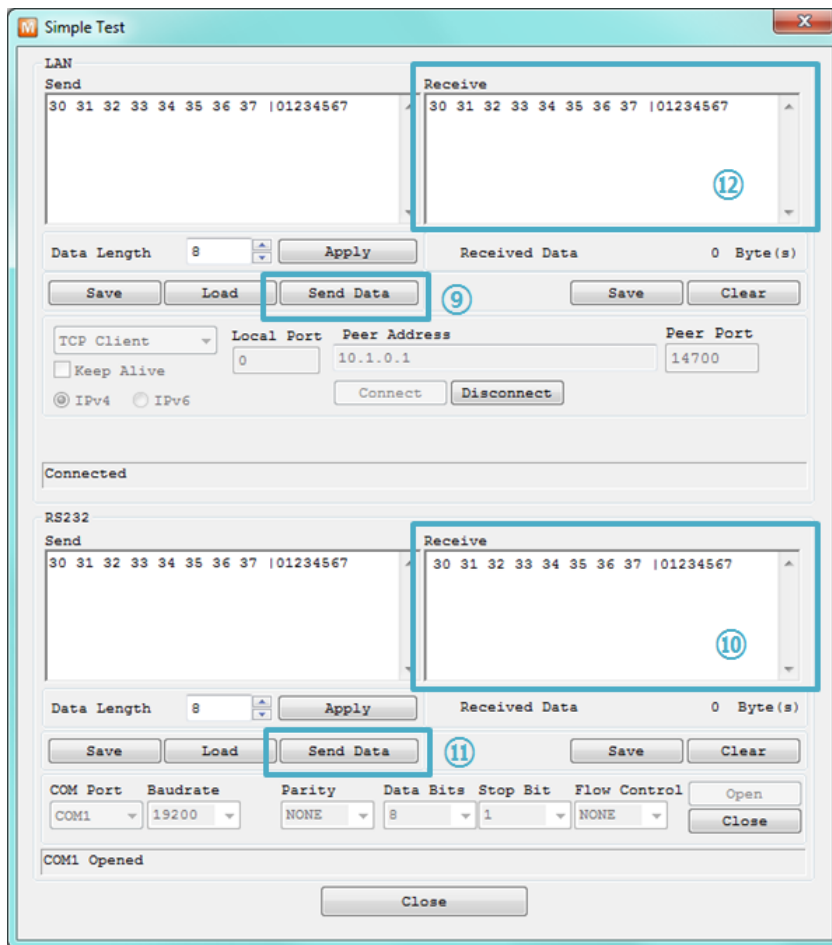 Simple Test
LAN
Send
Receive
30 31 32 33 34 35 36 37 |01234567
30 31 32 33 34 35 36 37 |01234567
⑫
Data Length 8 Apply Received Data 0 Byte(s)
Save Load Send Data ⑨ Save Clear
TCP Client Local Port Peer Address Peer Port
Keep Alive 0 10.1.0.1 14700
IPv4 IPv6 Connect Disconnect
Connected
RS232
Send
Receive
30 31 32 33 34 35 36 37 |01234567
30 31 32 33 34 35 36 37 |01234567
⑩
Data Length 8 Apply Received Data 0 Byte(s)
Save Load Send Data ⑪ Save Clear
COM Port Baudrate Parity Data Bits Stop Bit Flow Control Open
COM1 19200 NONE 8 1 NONE Close
COM1 Opened
Close